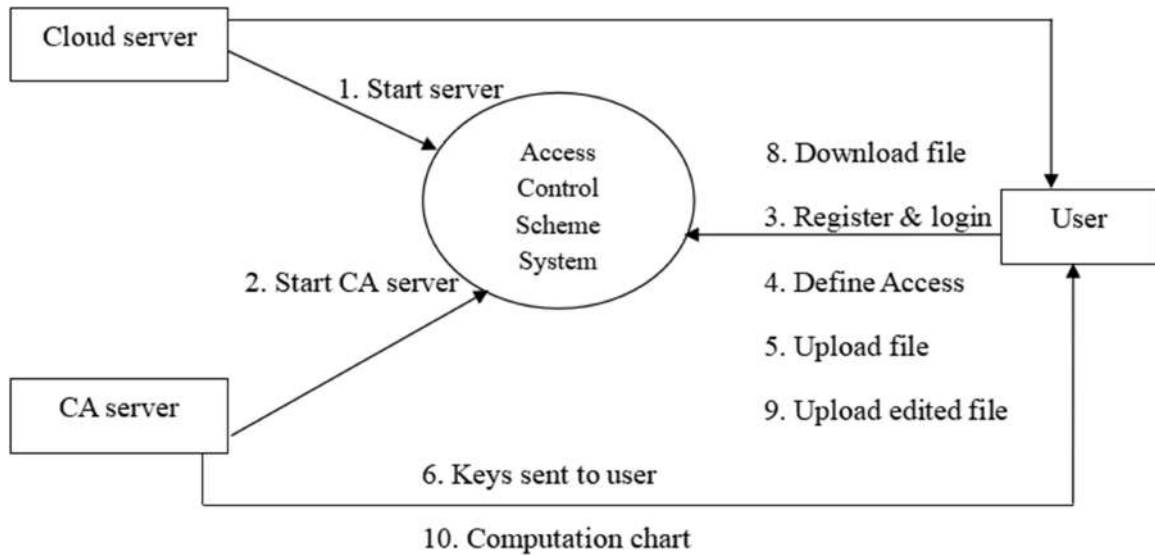 Cloud server
1. Start server
Access
Control
Scheme
System
8. Download file
3. Register & login
User
2. Start CA server
4. Define Access
5. Upload file
CA server
9. Upload edited file
6. Keys sent to user
10. Computation chart